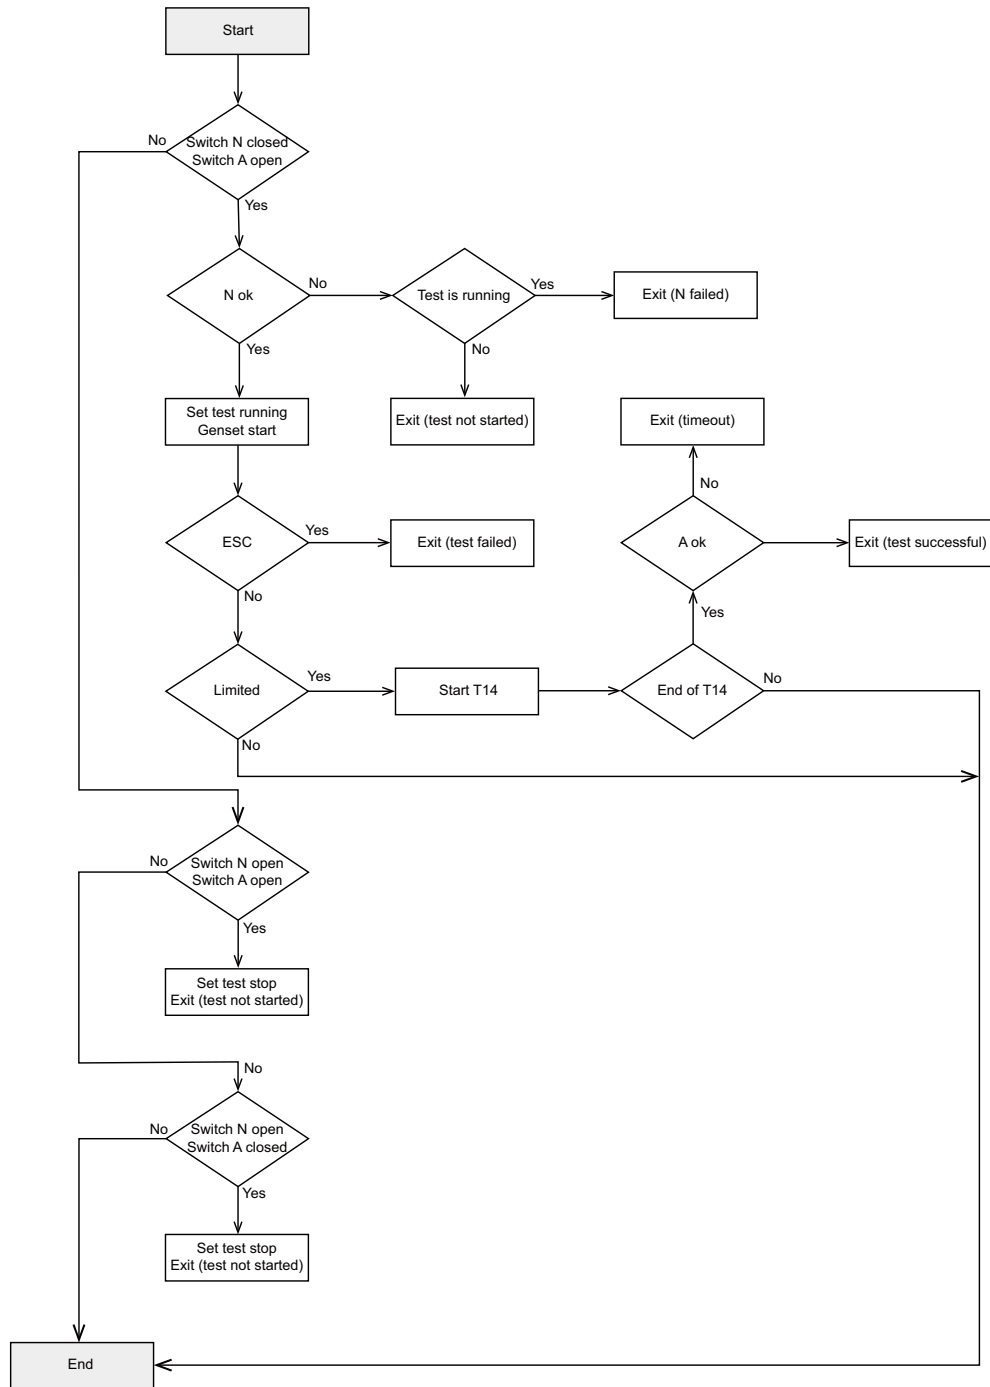 Start
No
Switch N closed
Switch A open
Yes
N ok
No
Test is running
Yes
Exit (N failed)
Yes
No
Set test running
Genset start
Exit (test not started)
Exit (timeout)
No
ESC
Yes
Exit (test failed)
A ok
Exit (test successful)
No
Yes
Limited
Yes
Start T14
End of T14
No
No
No
Switch N open
Switch A open
Yes
Set test stop
Exit (test not started)
No
No
Switch N open
Switch A closed
Yes
Set test stop
Exit (test not started)
End